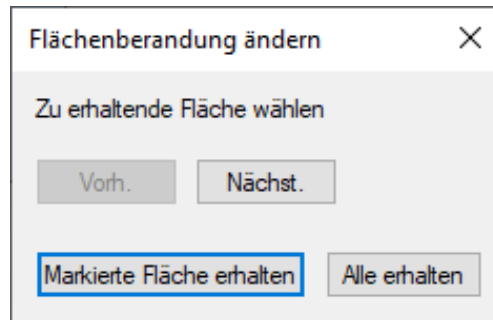 Flächenberandung ändern
Zu erhaltende Fläche wählen
Vorh. Nächst.
Markierte Fläche erhalten Alle erhalten